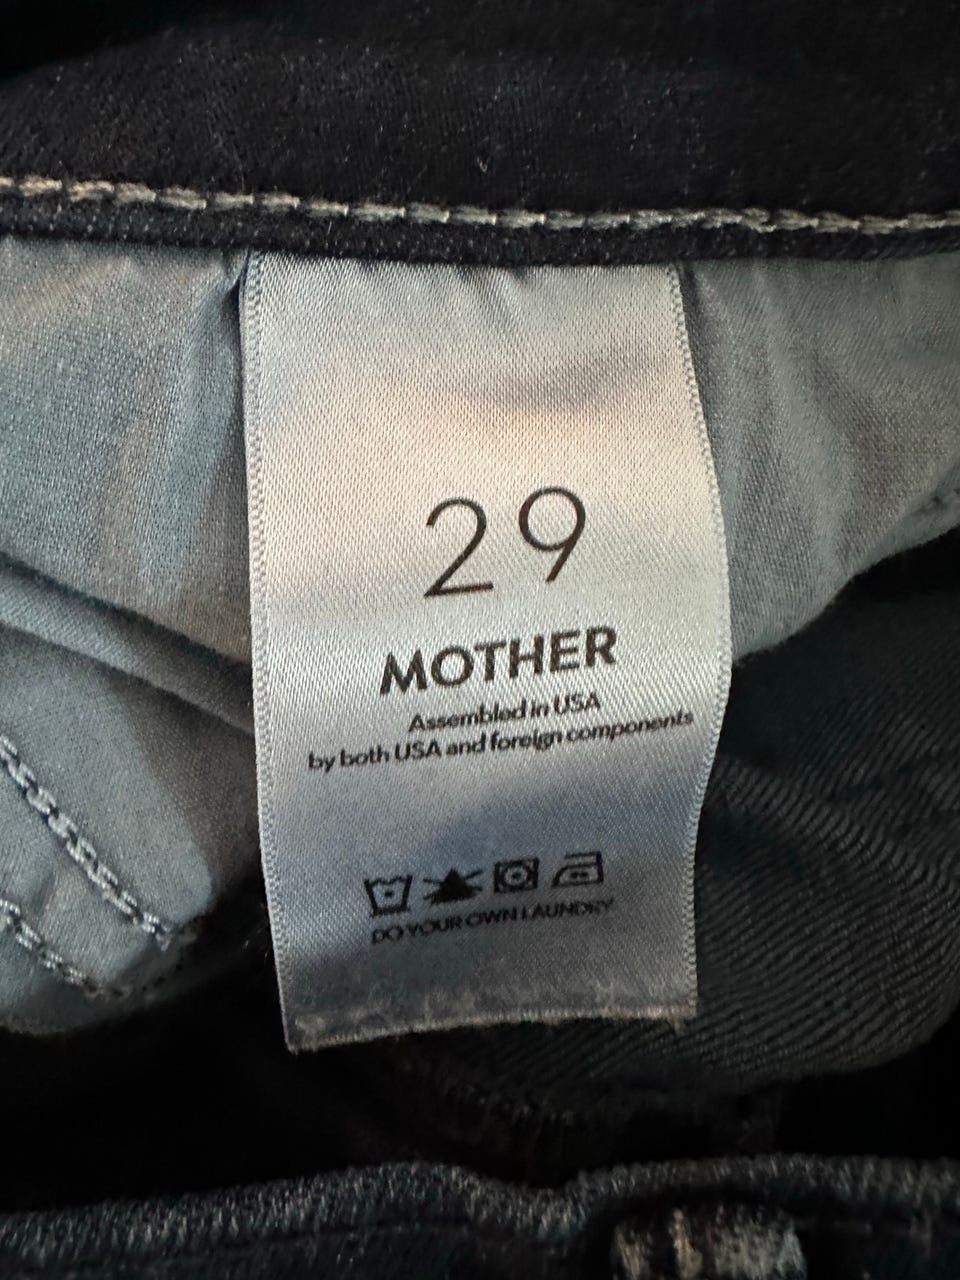 29
MOTHER
Assembled in USA
by both USA and foreign components
DO YOUR OWN LAUNDRY